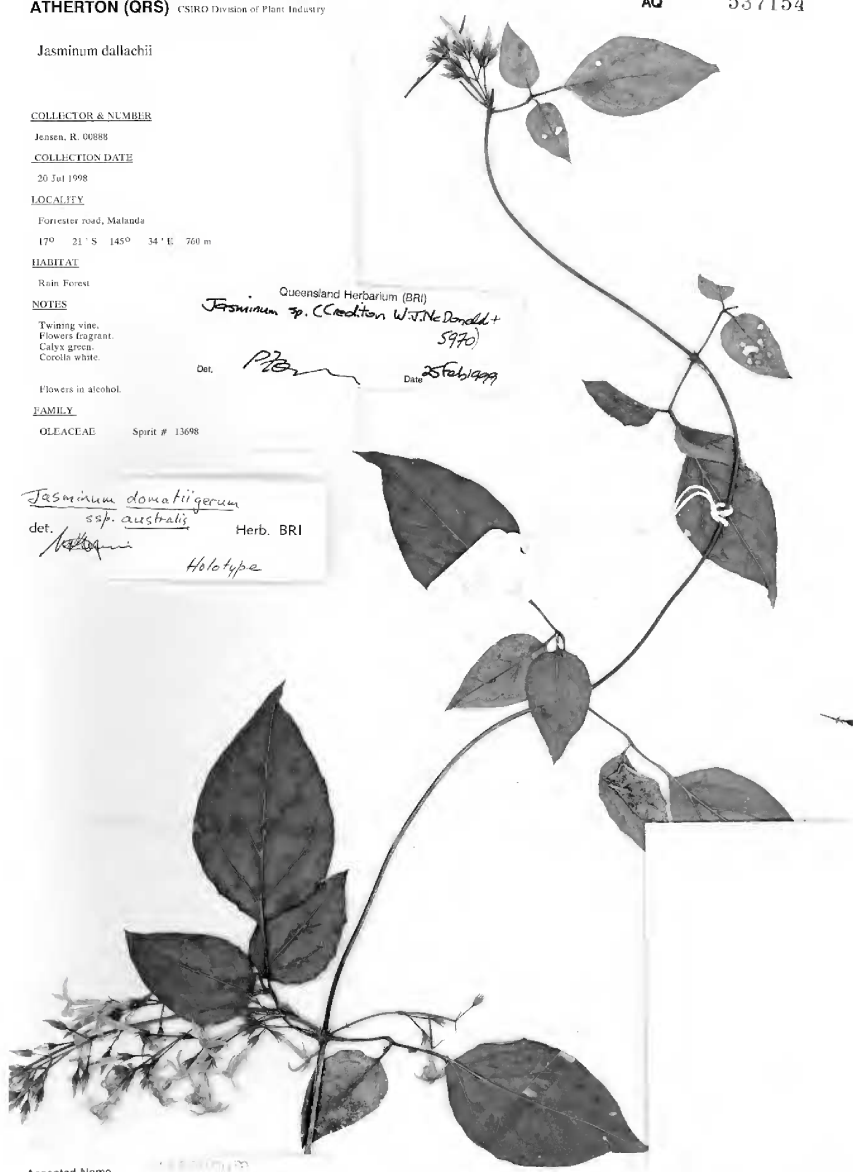 ATHERTON (QRS) CSIRO Division of Plant Industry
AQ 537154
Jasminum dallachii
COLLECTOR & NUMBER
Jensen, R. 00888
COLLECTION DATE
20 Jul 1998
LOCALITY
Forrester road, Malanda
17° 21 ' S 145° 34 ' E 760 m
HABITAT
Rain Forest
NOTES
Twining vine.
Flowers fragrant.
Calyx green.
Corolla white.
Flowers in alcohol.
FAMILY
OLEACEAE Spirit # 13698
Queensland Herbarium (BRI)
Jasminum sp. (Crediton W.J. McDonald +
5970)
Det.
Date 25 Feb 1999
Jasminum domatiigerum
ssp. australis
det. Herb. BRI
Holotype
Accepted Name